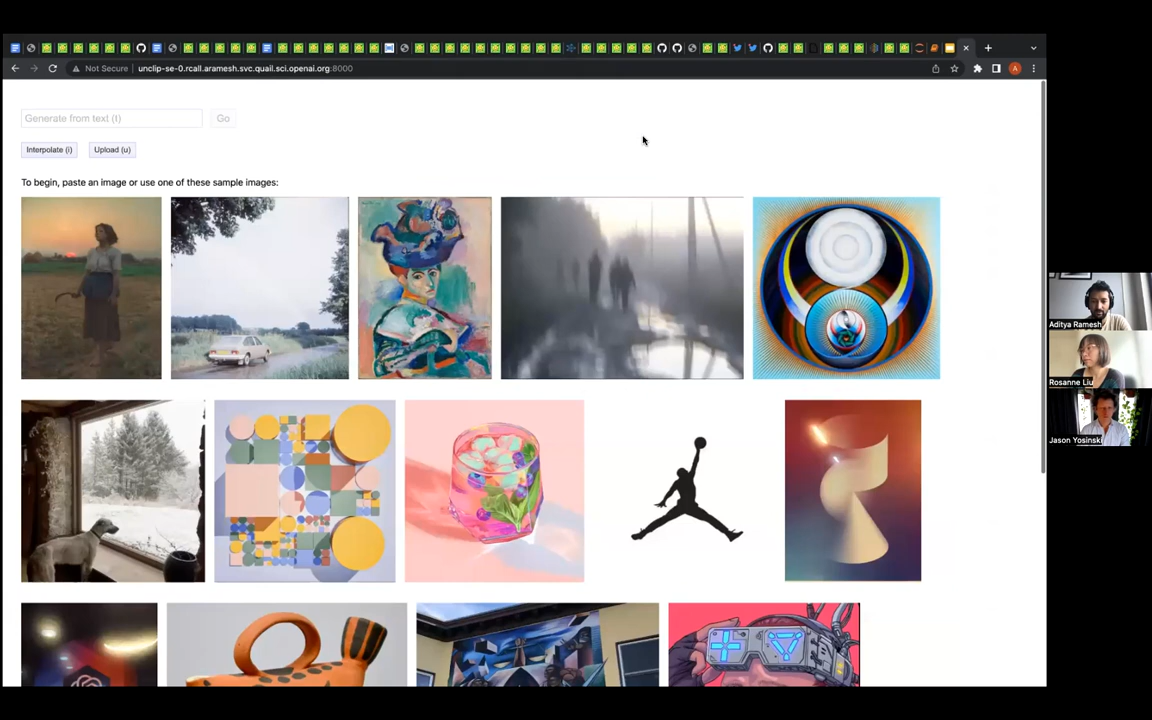 Not Secure
unclip-se-0.rcall.aramesh.svc.quail.sci.openai.org:8000
A
Generate from text (t)
Go
Interpolate (i)
Upload (u)
To begin, paste an image or use one of these sample images:
Aditya Ramesh
Rosanne Liu
Jason Yosinski